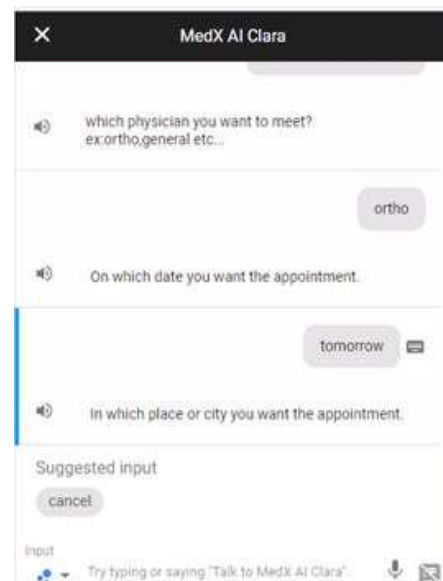 MedX AI Clara
which physician you want to meet?
ex:ortho,general etc...
ortho
On which date you want the appointment.
tomorrow
In which place or city you want the appointment.
Suggested input
cancel
Input
Try typing or saying "Talk to MedX AI Clara"